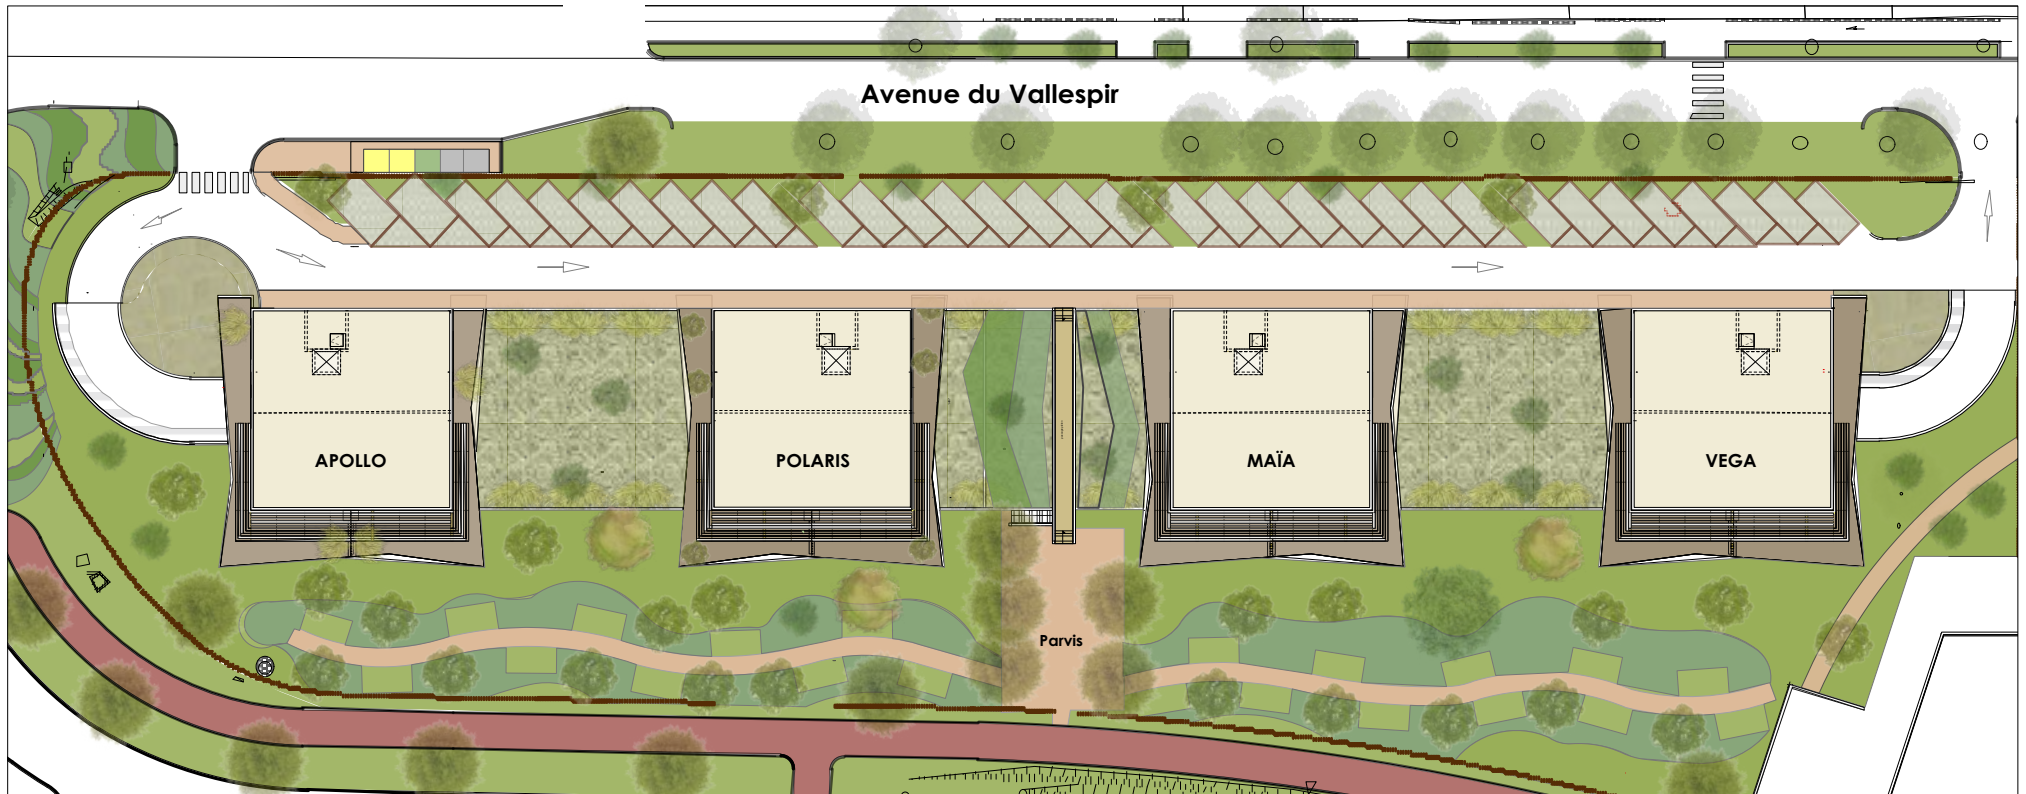 Avenue du Vallespir
APOLLO
POLARIS
MAÏA
VEGA
Parvis